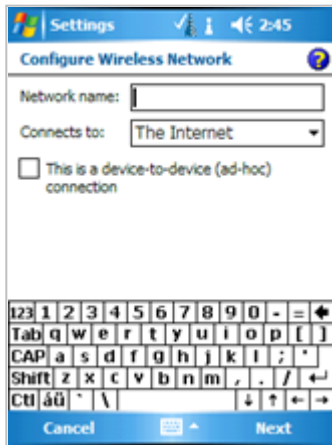 Settings 2:45
Configure Wireless Network ?
Network name:
Connects to: The Internet
This is a device-to-device (ad-hoc)
connection
123 1 2 3 4 5 6 7 8 9 0 - =
Tab q w e r t y u i o p [ ]
CAP a s d f g h j k l ; '
Shift z x c v b n m , . /
Ctl áü ` \
Cancel Next